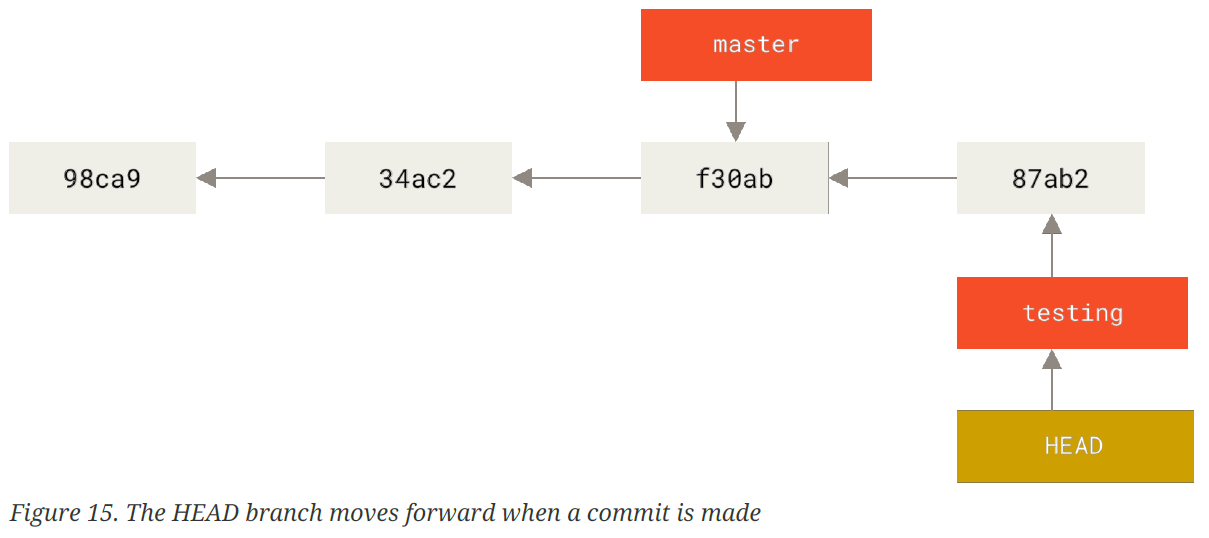 master
98ca9 34ac2 f30ab 87ab2
testing
HEAD
Figure 15. The HEAD branch moves forward when a commit is made